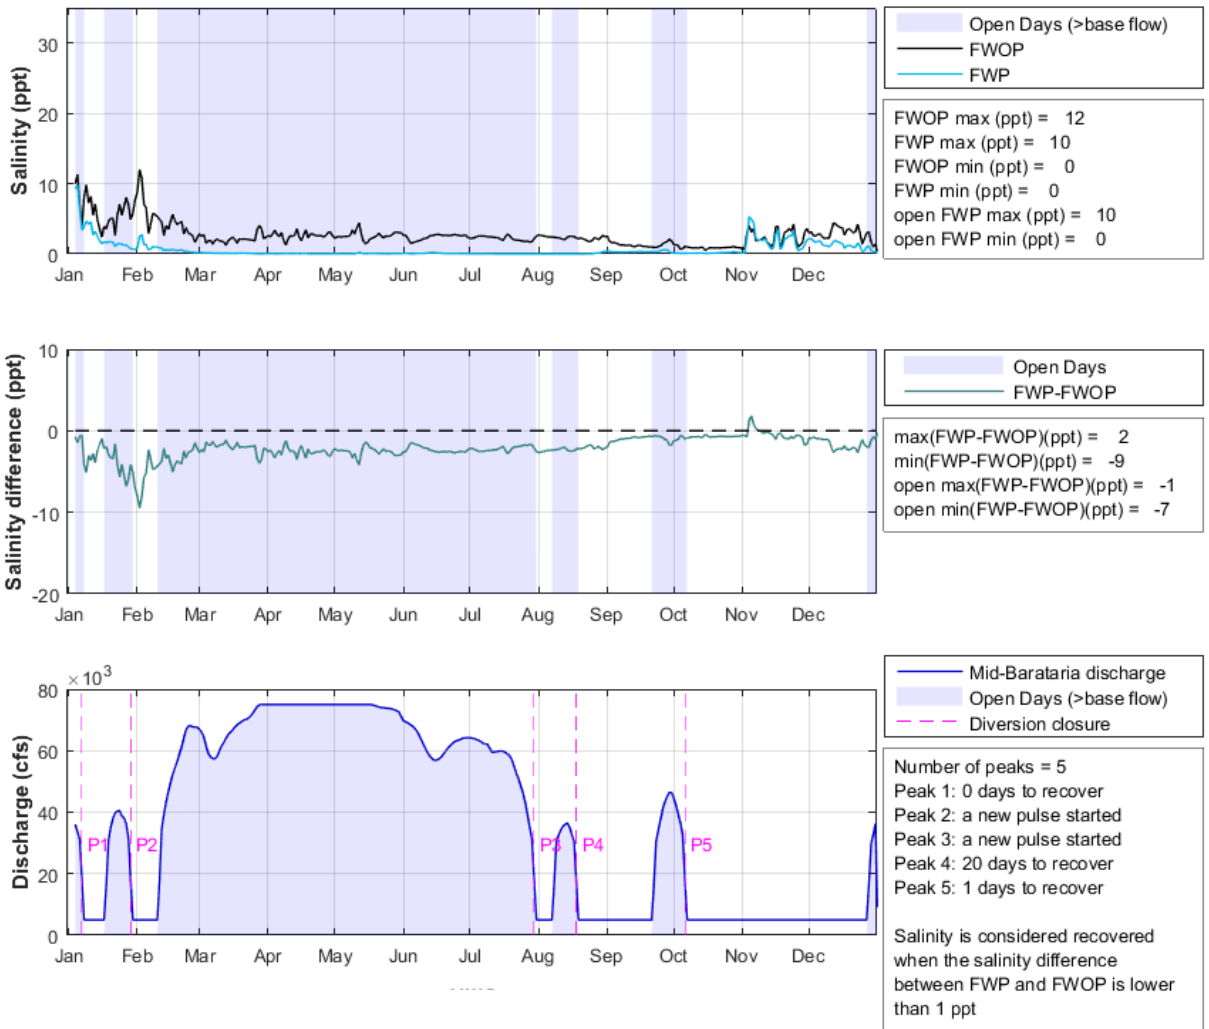 Salinity (ppt)
30
20
10
0
Jan Feb Mar Apr May Jun Jul Aug Sep Oct Nov Dec
Open Days (>base flow)
FWOP
FWP
FWOP max (ppt) = 12
FWP max (ppt) = 10
FWOP min (ppt) = 0
FWP min (ppt) = 0
open FWP max (ppt) = 10
open FWP min (ppt) = 0
Salinity difference (ppt)
10
0
-10
-20
Jan Feb Mar Apr May Jun Jul Aug Sep Oct Nov Dec
Open Days
FWP-FWOP
max(FWP-FWOP)(ppt) = 2
min(FWP-FWOP)(ppt) = -9
open max(FWP-FWOP)(ppt) = -1
open min(FWP-FWOP)(ppt) = -7
Discharge (cfs)
× 10³
80
60
40
20
0
P1 P2 P3 P4 P5
Jan Feb Mar Apr May Jun Jul Aug Sep Oct Nov Dec
Mid-Barataria discharge
Open Days (>base flow)
Diversion closure
Number of peaks = 5
Peak 1: 0 days to recover
Peak 2: a new pulse started
Peak 3: a new pulse started
Peak 4: 20 days to recover
Peak 5: 1 days to recover
Salinity is considered recovered
when the salinity difference
between FWP and FWOP is lower
than 1 ppt